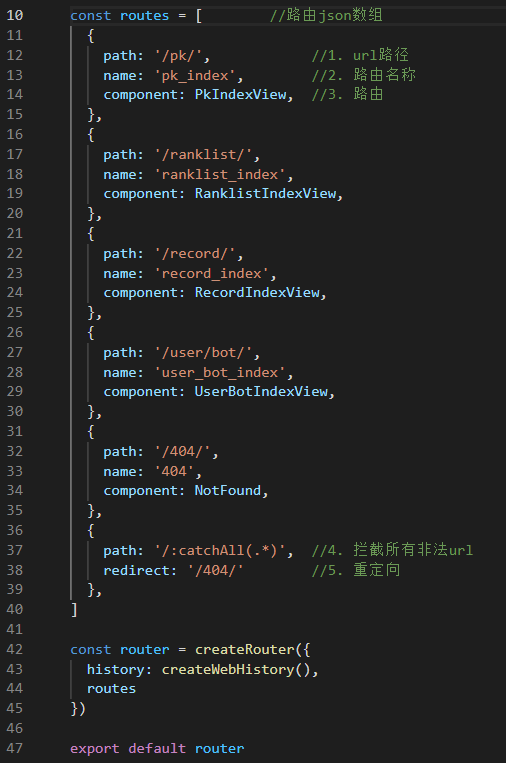 10 const routes = [ //路由json数组
11 {
12 path: '/pk/', //1. url路径
13 name: 'pk_index', //2. 路由名称
14 component: PkIndexView, //3. 路由
15 },
16 {
17 path: '/ranklist/',
18 name: 'ranklist_index',
19 component: RanklistIndexView,
20 },
21 {
22 path: '/record/',
23 name: 'record_index',
24 component: RecordIndexView,
25 },
26 {
27 path: '/user/bot/',
28 name: 'user_bot_index',
29 component: UserBotIndexView,
30 },
31 {
32 path: '/404/',
33 name: '404',
34 component: NotFound,
35 },
36 {
37 path: '/:catchAll(.*)', //4. 拦截所有非法url
38 redirect: '/404/' //5. 重定向
39 },
40 ]
41
42 const router = createRouter({
43 history: createWebHistory(),
44 routes
45 })
46
47 export default router